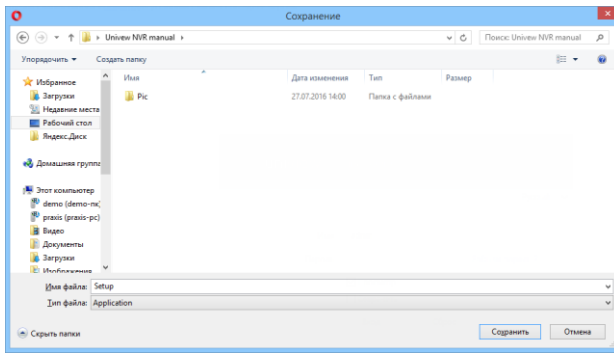 Сохранение
Univew NVR manual
Поиск: Univew NVR manual
Упорядочить
Создать папку
Имя
Дата изменения
Тип
Размер
Избранное
Загрузки
Недавние места
Рабочий стол
Яндекс.Диск
Домашняя группа
Этот компьютер
demo (demo-пк)
praxis (praxis-pc)
Видео
Документы
Загрузки
Изображения
Pic
27.07.2016 14:00
Папка с файлами
Имя файла: Setup
Тип файла: Application
Скрыть папки
Сохранить
Отмена